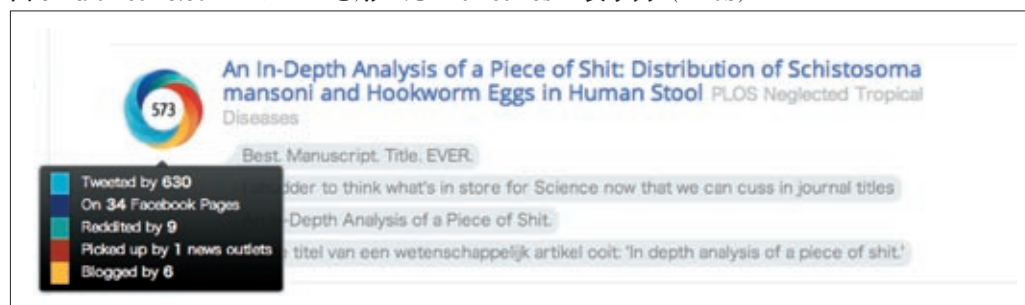 573
An In-Depth Analysis of a Piece of Shit: Distribution of Schistosoma
mansoni and Hookworm Eggs in Human Stool PLOS Neglected Tropical
Diseases
Best. Manuscript. Title. EVER.
to think what's in store for Science now that we can cuss in journal titles
In-Depth Analysis of a Piece of Shit.
titel van een wetenschappelijk artikel ooit: 'In depth analysis of a piece of shit.'
Tweeted by 630
On 34 Facebook Pages
Reddited by 9
Picked up by 1 news outlets
Blogged by 6